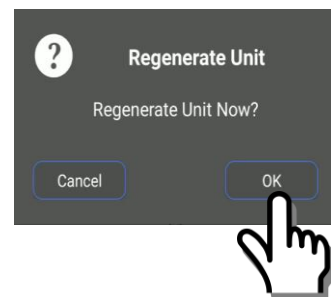 ?
Regenerate Unit
Regenerate Unit Now?
Cancel
OK